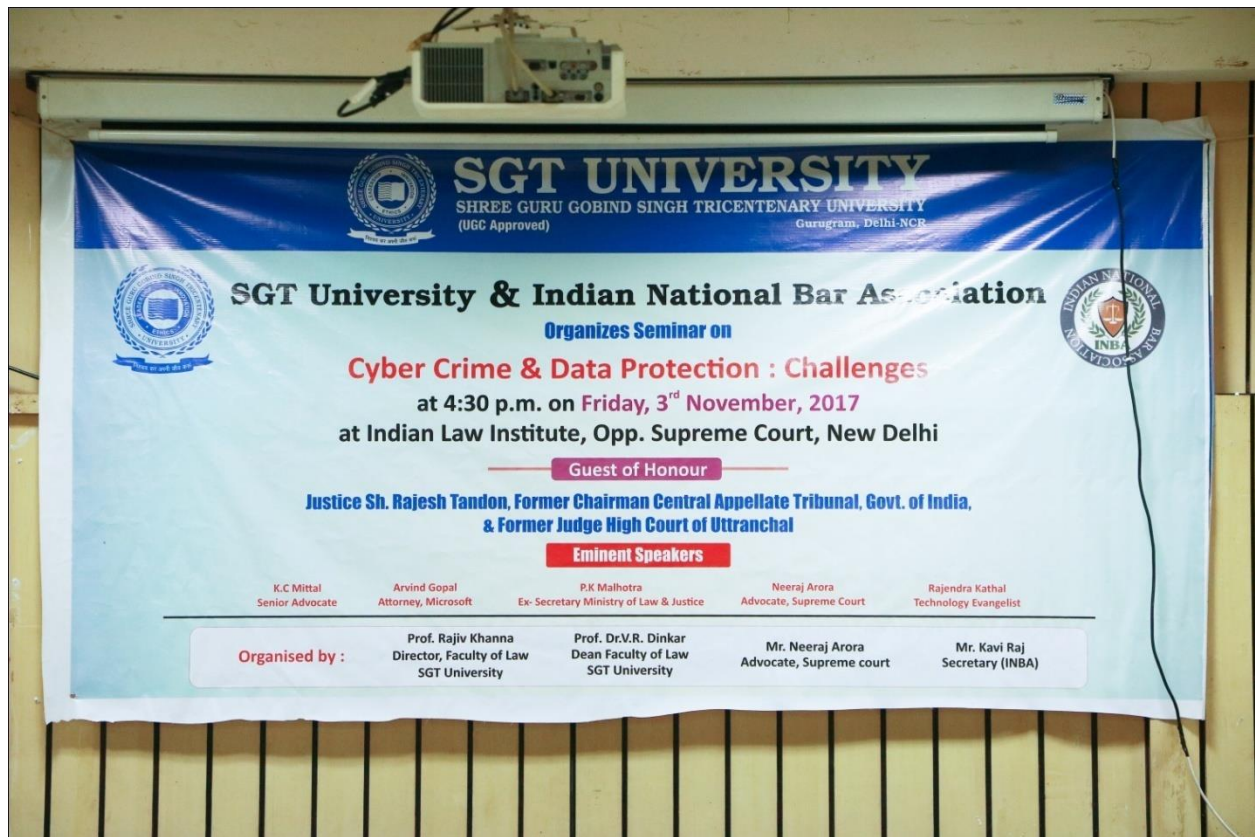 SGT UNIVERSITY
SHREE GURU GOBIND SINGH TRICENTENARY UNIVERSITY
(UGC Approved)
Gurugram, Delhi-NCR
SGT University & Indian National Bar Association
INDIAN NATIONAL BAR ASSOCIATION
INBA
Organizes Seminar on
Cyber Crime & Data Protection : Challenges
at 4:30 p.m. on Friday, 3rd November, 2017
at Indian Law Institute, Opp. Supreme Court, New Delhi
Guest of Honour
Justice Sh. Rajesh Tandon, Former Chairman Central Appellate Tribunal, Govt. of India,
& Former Judge High Court of Uttranchal
Eminent Speakers
K.C Mittal
Senior Advocate
Arvind Gopal
Attorney, Microsoft
P.K Malhotra
Ex- Secretary Ministry of Law & Justice
Neeraj Arora
Advocate, Supreme Court
Rajendra Kathal
Technology Evangelist
Organised by :
Prof. Rajiv Khanna
Director, Faculty of Law
SGT University
Prof. Dr.V.R. Dinkar
Dean Faculty of Law
SGT University
Mr. Neeraj Arora
Advocate, Supreme court
Mr. Kavi Raj
Secretary (INBA)